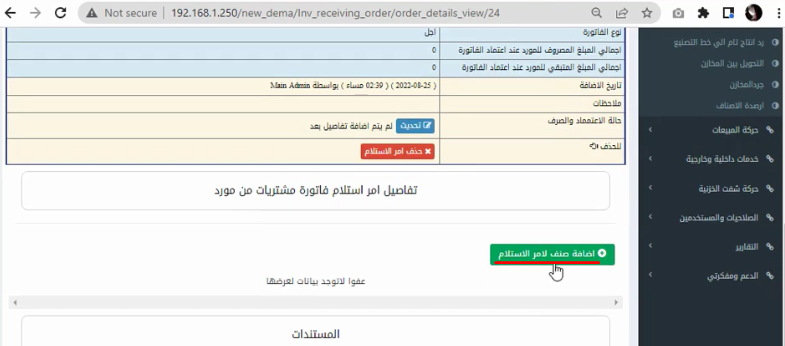 Not secure | 192.168.1.250/new_dema/Inv_receiving_order/order_details_view/24
نوع الفاتورة
اجل
اجمالي المبلغ المصروف للمورد عند اعتماد الفاتورة
0
اجمالي المبلغ المتبقي للمورد عند اعتماد الفاتورة
0
تاريخ الاضافة
( 2022-08-25 ) ( 02:39 مساء ) بواسطة Main Admin
ملاحظات
حالة الاعتماد والصرف
تحديث لم يتم اضافة تفاصيل بعد
للحذف
حذف امر الاستلام
تفاصيل امر استلام فاتورة مشتريات من مورد
اضافة صنف لامر الاستلام
عفوا لاتوجد بيانات لعرضها
المستندات
رد انتاج تام الي خط التصنيع
التحويل بين المخازن
جردالمخازن
ارصدة الاصناف
حركة المبيعات
خدمات داخلية وخارجية
حركة شفت الخزنية
الصلاحيات والمستخدمين
التقارير
الدعم ومفكرتي